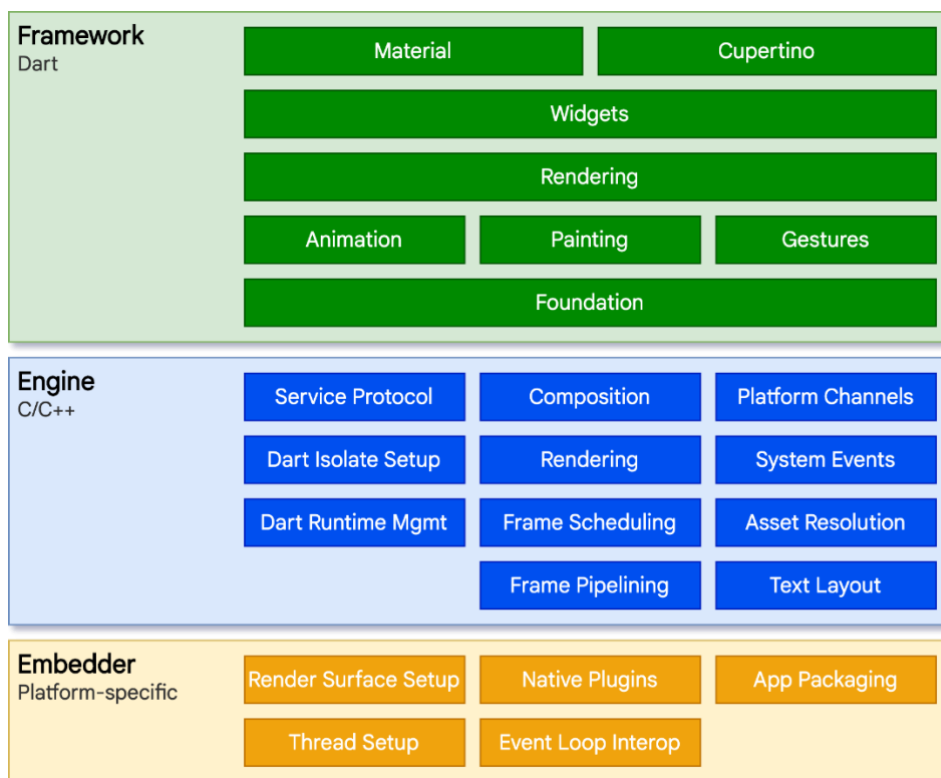 Framework
Dart
Material
Cupertino
Widgets
Rendering
Animation
Painting
Gestures
Foundation
Engine
C/C++
Service Protocol
Composition
Platform Channels
Dart Isolate Setup
Rendering
System Events
Dart Runtime Mgmt
Frame Scheduling
Asset Resolution
Frame Pipelining
Text Layout
Embedder
Platform-specific
Render Surface Setup
Native Plugins
App Packaging
Thread Setup
Event Loop Interop